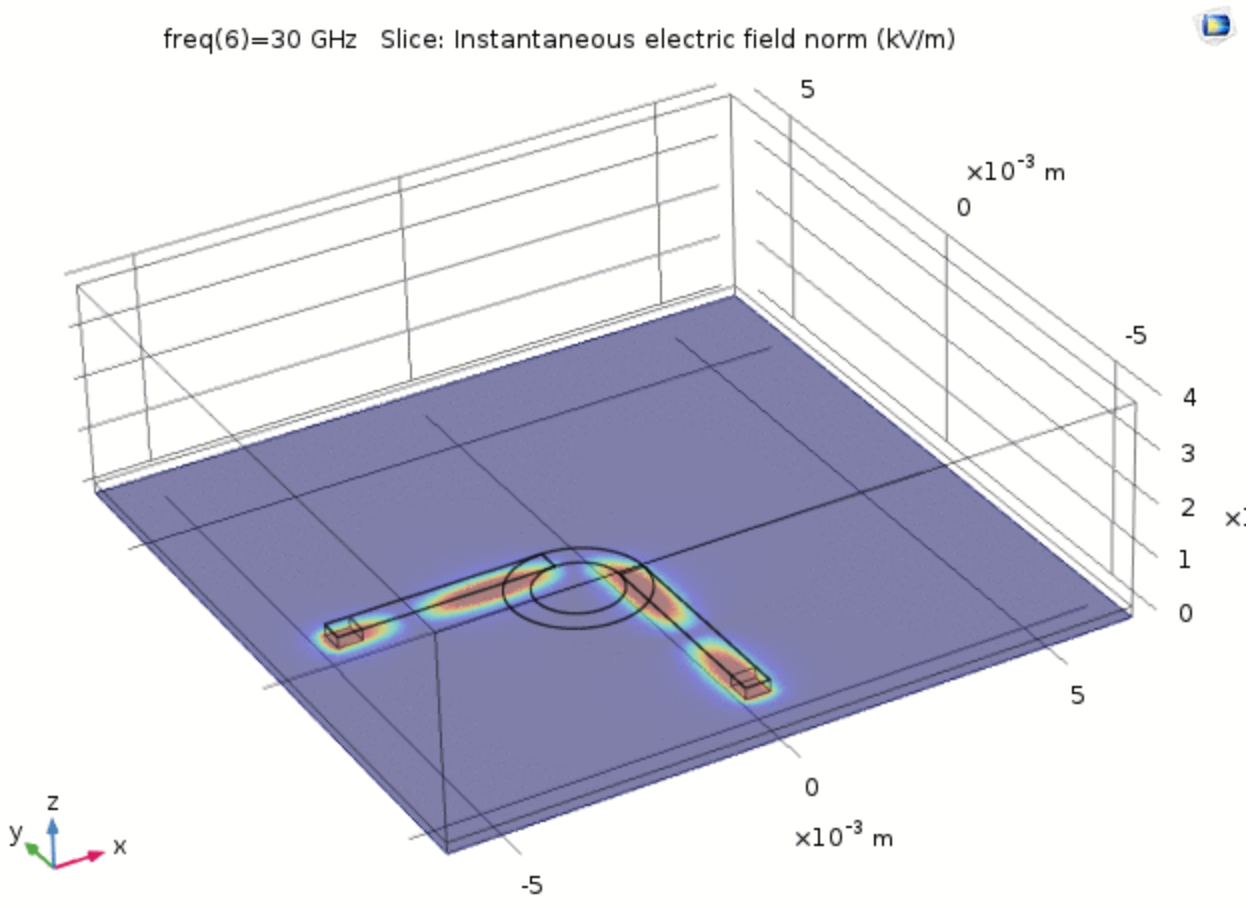 freq(6)=30 GHz Slice: Instantaneous electric field norm (kV/m)
5
×10⁻³ m
0
-5
4
3
2
×1
1
0
5
0
×10⁻³ m
-5
z
y
x